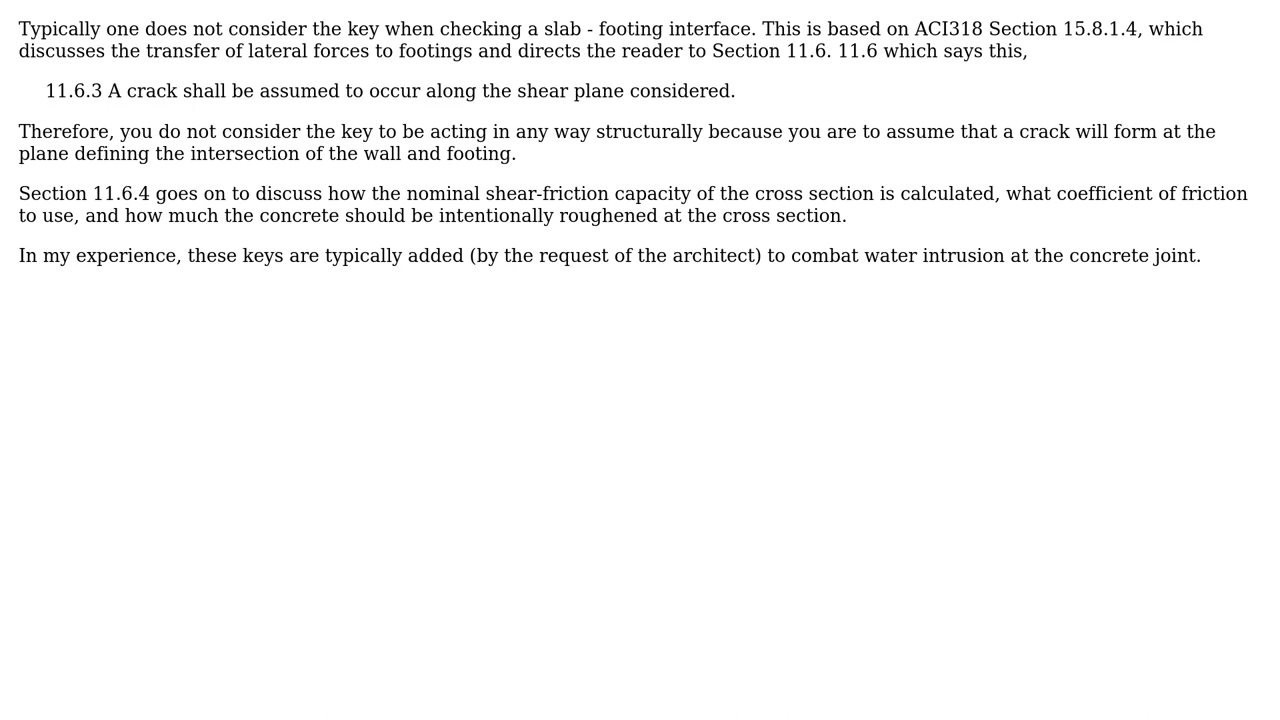 Typically one does not consider the key when checking a slab - footing interface. This is based on ACI318 Section 15.8.1.4, which
discusses the transfer of lateral forces to footings and directs the reader to Section 11.6. 11.6 which says this,
11.6.3 A crack shall be assumed to occur along the shear plane considered.
Therefore, you do not consider the key to be acting in any way structurally because you are to assume that a crack will form at the
plane defining the intersection of the wall and footing.
Section 11.6.4 goes on to discuss how the nominal shear-friction capacity of the cross section is calculated, what coefficient of friction
to use, and how much the concrete should be intentionally roughened at the cross section.
In my experience, these keys are typically added (by the request of the architect) to combat water intrusion at the concrete joint.